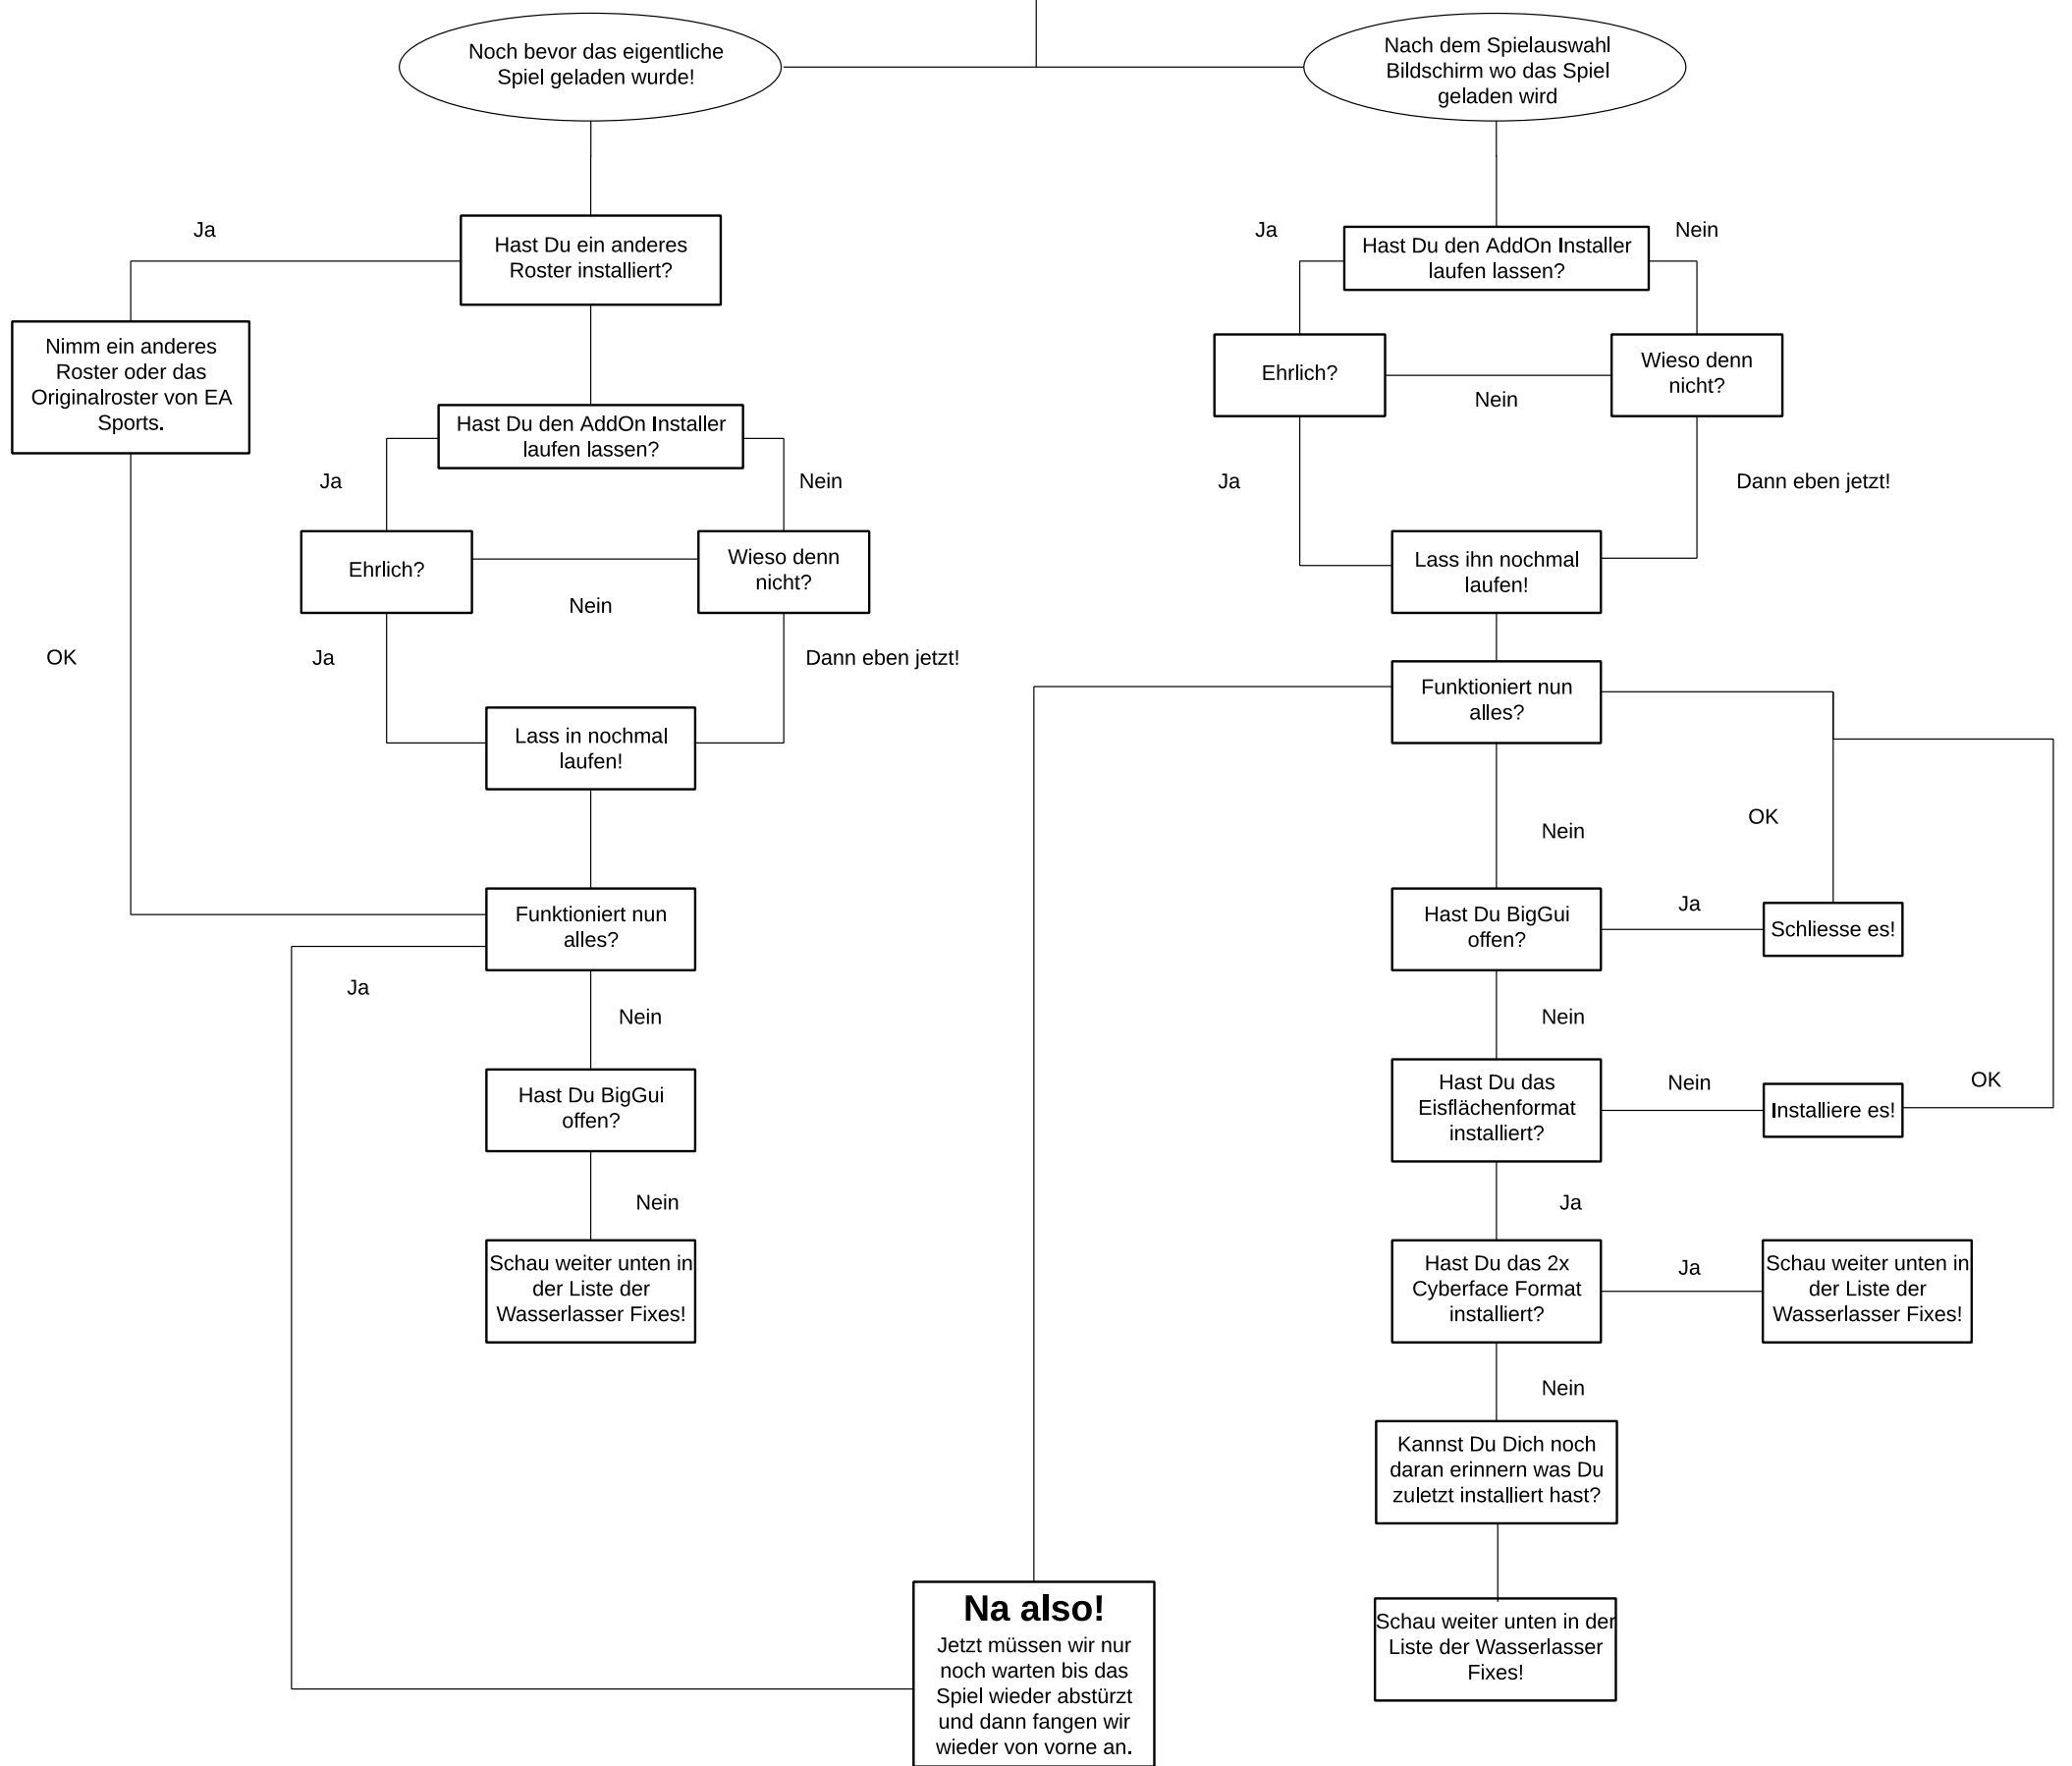 Noch bevor das eigentliche
Spiel geladen wurde!
Nach dem Spielauswahl
Bildschirm wo das Spiel
geladen wird
Ja
Hast Du ein anderes
Roster installiert?
Nimm ein anderes
Roster oder das
Originalroster von EA
Sports.
Hast Du den AddOn Installer
laufen lassen?
Ja
Nein
Ehrlich?
Nein
Wieso denn
nicht?
OK
Ja
Dann eben jetzt!
Lass in nochmal
laufen!
Funktioniert nun
alles?
Ja
Nein
Hast Du BigGui
offen?
Nein
Schau weiter unten in
der Liste der
Wasserlasser Fixes!
Ja
Hast Du den AddOn Installer
laufen lassen?
Nein
Ehrlich?
Nein
Wieso denn
nicht?
Ja
Dann eben jetzt!
Lass ihn nochmal
laufen!
Funktioniert nun
alles?
Nein
OK
Hast Du BigGui
offen?
Ja
Schliesse es!
Nein
Hast Du das
Eisflächenformat
installiert?
Nein
Installiere es!
OK
Ja
Hast Du das 2x
Cyberface Format
installiert?
Ja
Schau weiter unten in
der Liste der
Wasserlasser Fixes!
Nein
Kannst Du Dich noch
daran erinnern was Du
zuletzt installiert hast?
Schau weiter unten in der
Liste der Wasserlasser
Fixes!
Na also!
Jetzt müssen wir nur
noch warten bis das
Spiel wieder abstürzt
und dann fangen wir
wieder von vorne an.